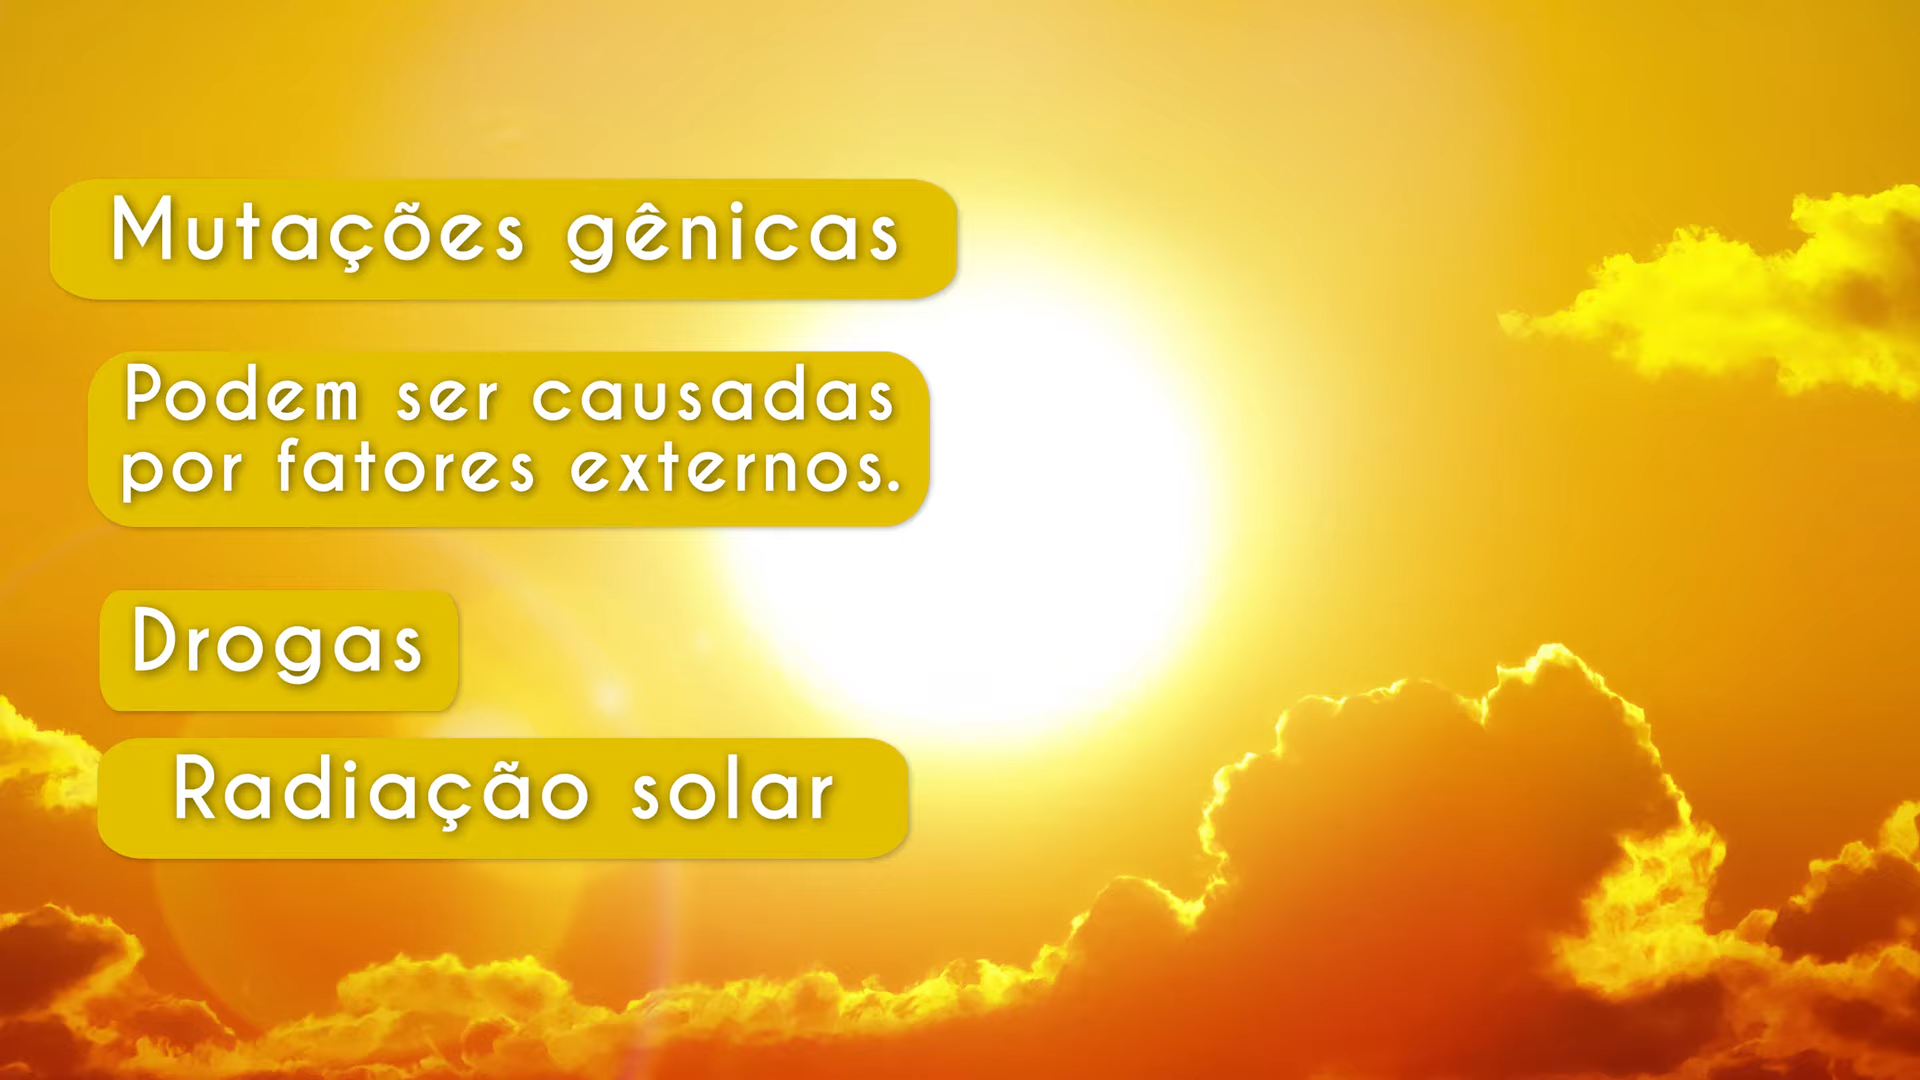 Mutações gênicas
Podem ser causadas
por fatores externos.
Drogas
Radiação solar